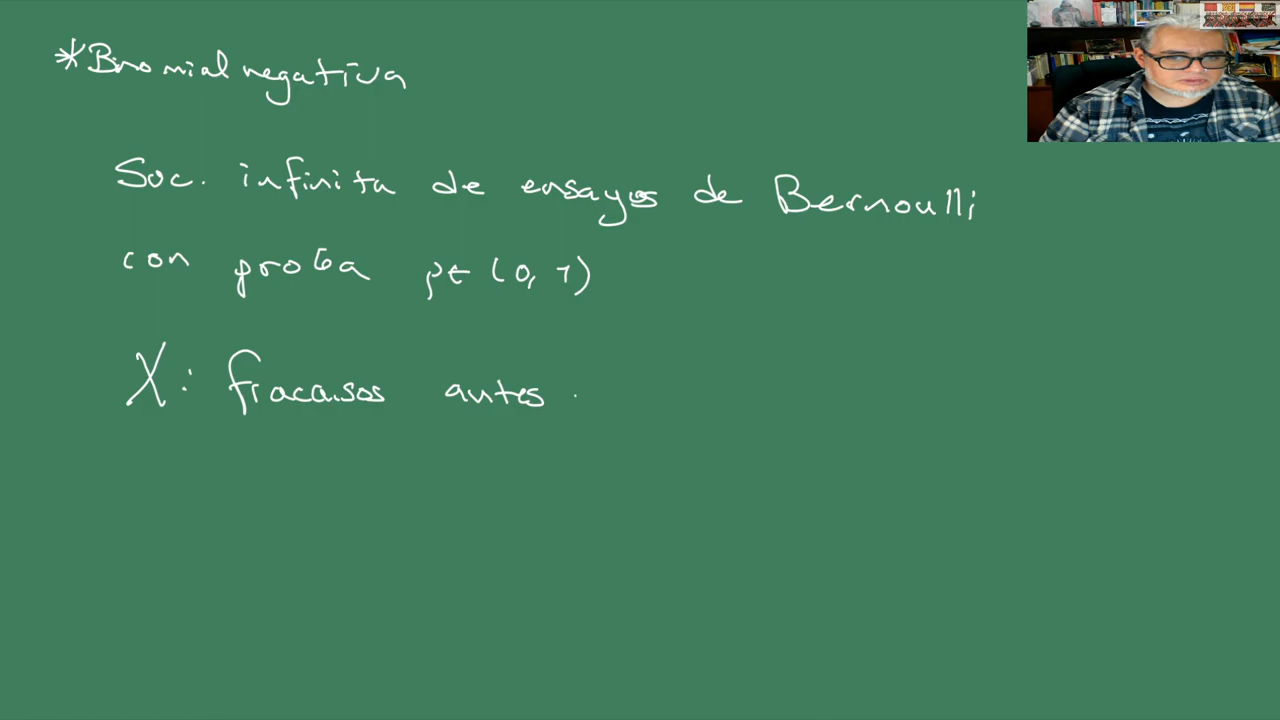 *Binomial negativa
Suc. infinita de ensayos de Bernoulli
con proba p∈ (0, 1)
X: fracasos antes